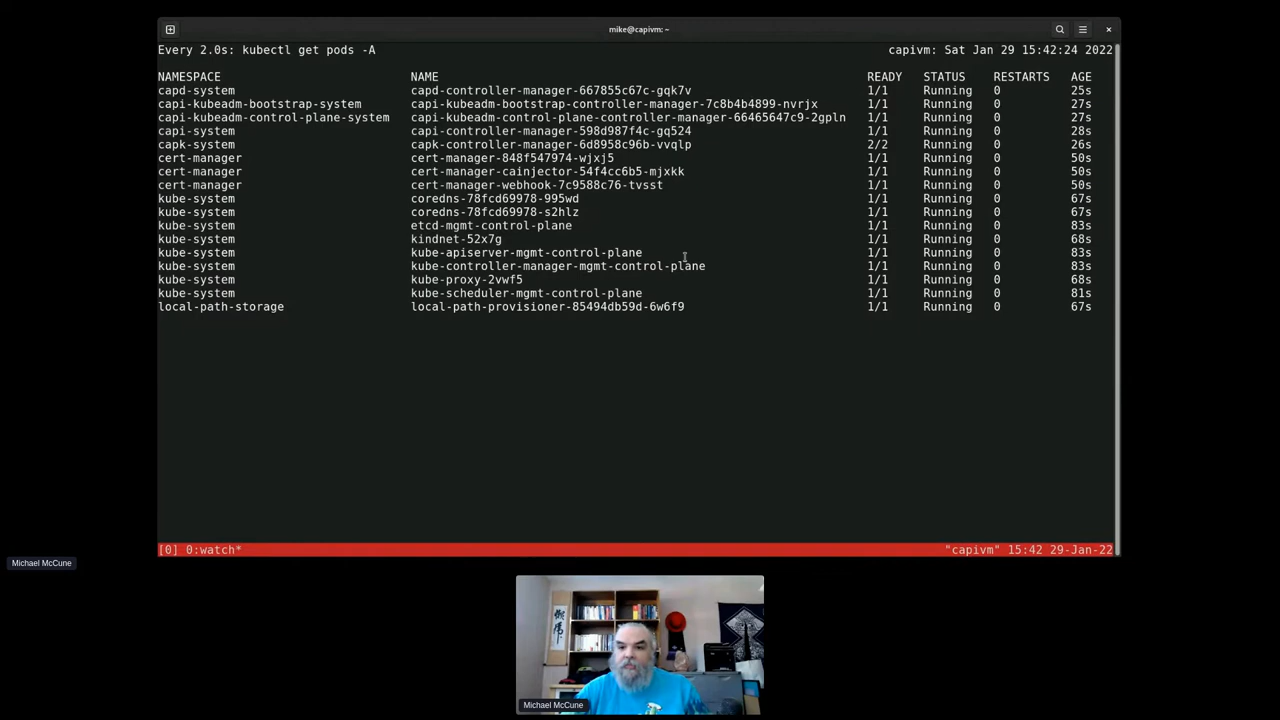 mike@capivm: ~
Every 2.0s: kubectl get pods -A capivm: Sat Jan 29 15:42:24 2022
NAMESPACE NAME READY STATUS RESTARTS AGE
capd-system capd-controller-manager-667855c67c-gqk7v 1/1 Running 0 25s
capi-kubeadm-bootstrap-system capi-kubeadm-bootstrap-controller-manager-7c8b4b4899-nvrjx 1/1 Running 0 27s
capi-kubeadm-control-plane-system capi-kubeadm-control-plane-controller-manager-66465647c9-2gpln 1/1 Running 0 27s
capi-system capi-controller-manager-598d987f4c-gq524 1/1 Running 0 28s
capk-system capk-controller-manager-6d8958c96b-vvqlp 2/2 Running 0 26s
cert-manager cert-manager-848f547974-wjxj5 1/1 Running 0 50s
cert-manager cert-manager-cainjector-54f4cc6b5-mjxkk 1/1 Running 0 50s
cert-manager cert-manager-webhook-7c9588c76-tvsst 1/1 Running 0 50s
kube-system coredns-78fcd69978-995wd 1/1 Running 0 67s
kube-system coredns-78fcd69978-s2hlz 1/1 Running 0 67s
kube-system etcd-mgmt-control-plane 1/1 Running 0 83s
kube-system kindnet-52x7g 1/1 Running 0 68s
kube-system kube-apiserver-mgmt-control-plane 1/1 Running 0 83s
kube-system kube-controller-manager-mgmt-control-plane 1/1 Running 0 83s
kube-system kube-proxy-2vwf5 1/1 Running 0 68s
kube-system kube-scheduler-mgmt-control-plane 1/1 Running 0 81s
local-path-storage local-path-provisioner-85494db59d-6w6f9 1/1 Running 0 67s
[0] 0:watch* "capivm" 15:42 29-Jan-22
Michael McCune
Michael McCune